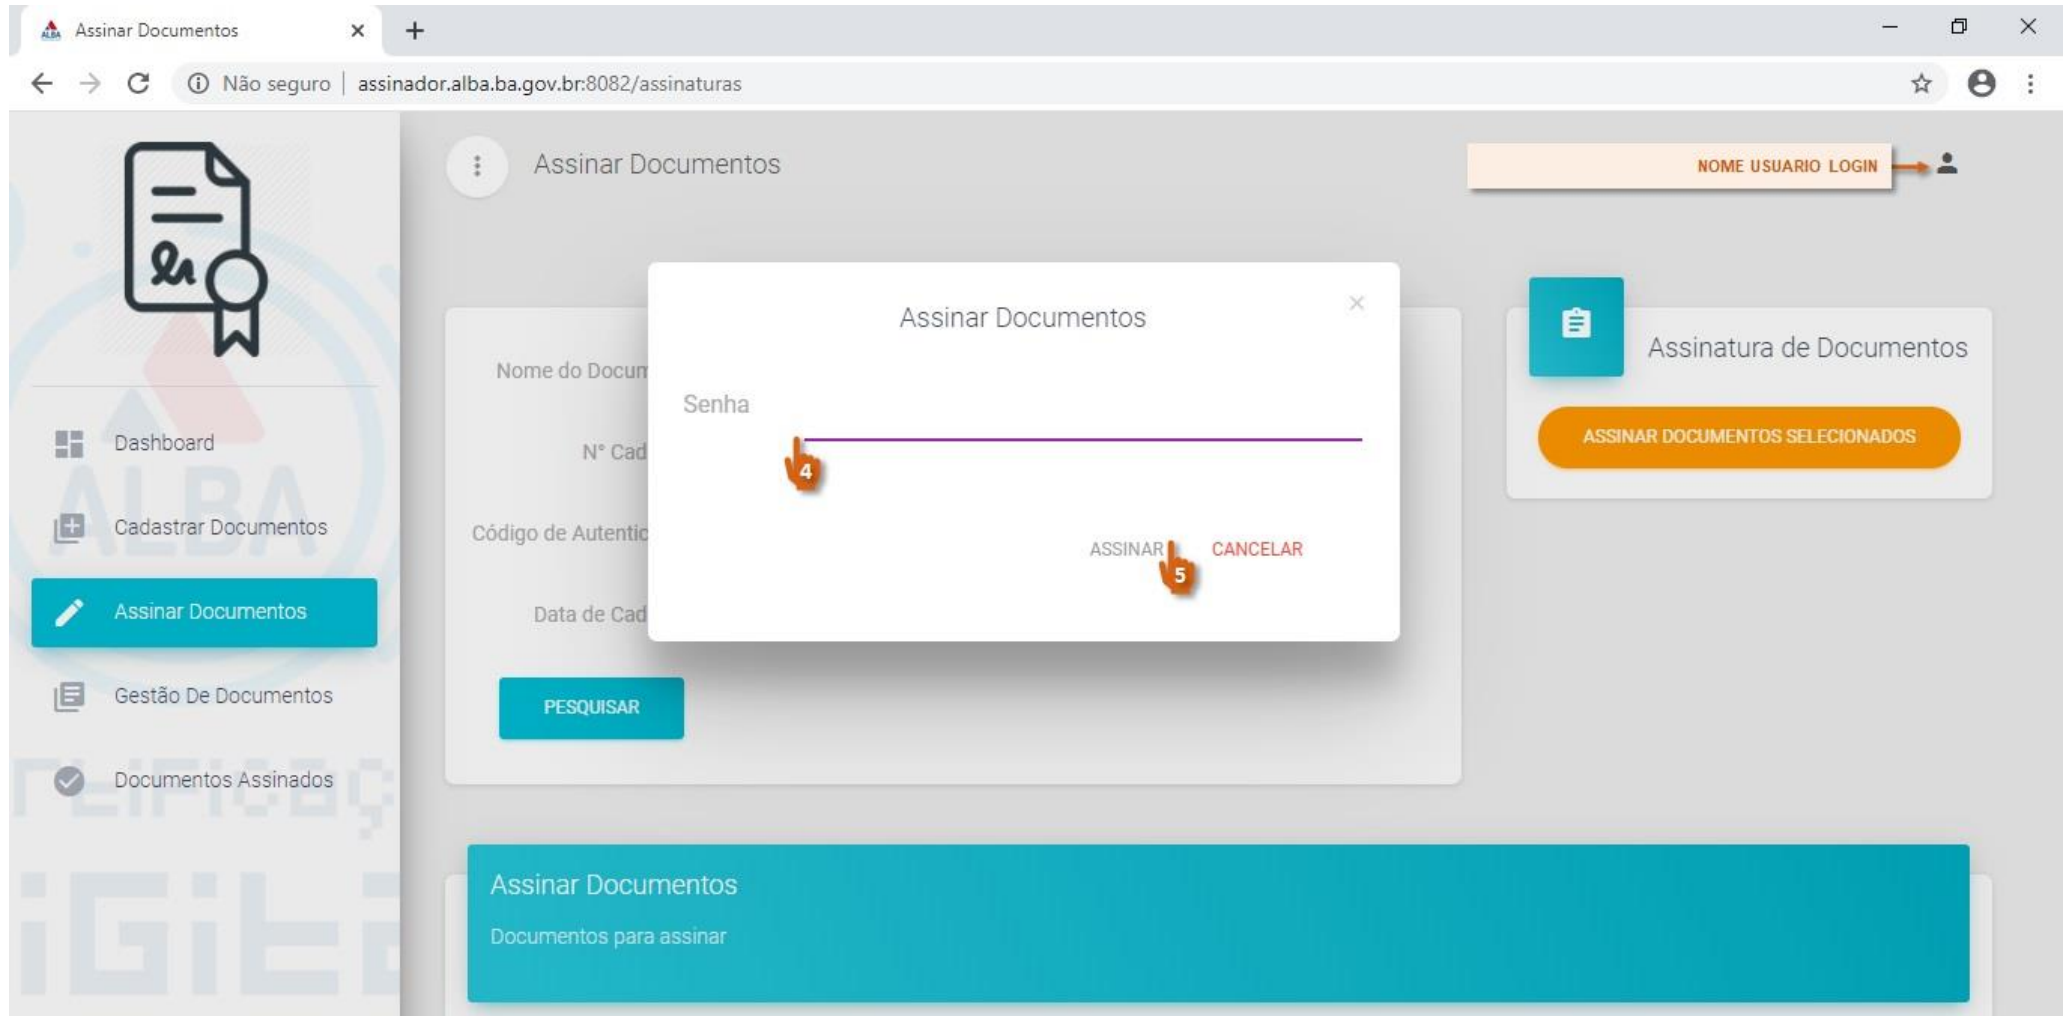 Assinar Documentos
Não seguro | assinador.alba.ba.gov.br:8082/assinaturas
Assinar Documentos
NOME USUARIO LOGIN
Assinar Documentos
Senha
4
ASSINAR
5
CANCELAR
Nome do Docum
N° Cad
Código de Autentic
Data de Cad
PESQUISAR
Assinatura de Documentos
ASSINAR DOCUMENTOS SELECIONADOS
Dashboard
Cadastrar Documentos
Assinar Documentos
Gestão De Documentos
Documentos Assinados
ALBA
Assinar Documentos
Documentos para assinar